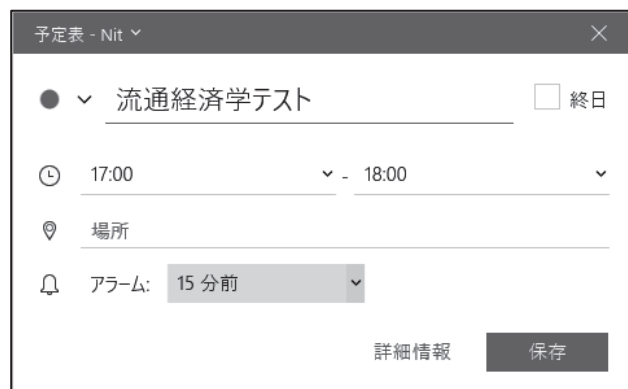 予定表 - Nit
流通経済学テスト
終日
17:00 - 18:00
場所
アラーム: 15 分前
詳細情報 保存